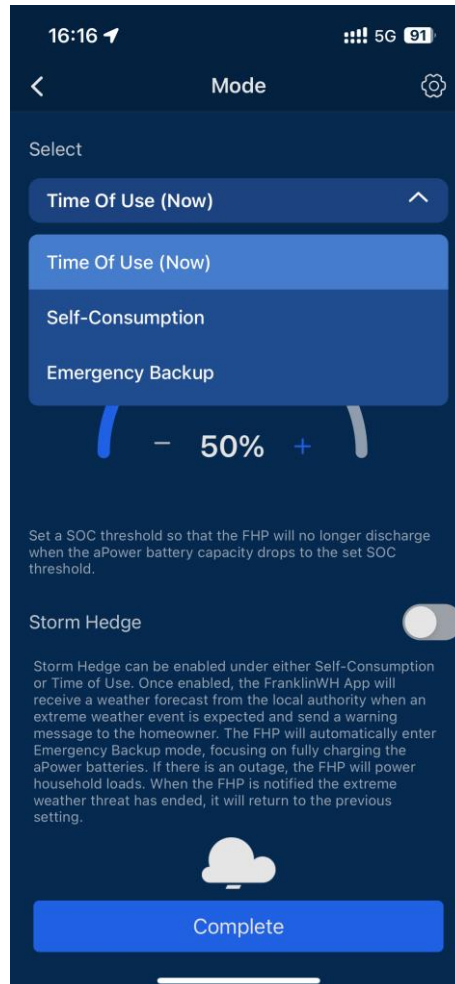 16:16
5G 91
Mode
Select
Time Of Use (Now)
Time Of Use (Now)
Self-Consumption
Emergency Backup
− 50% +
Set a SOC threshold so that the FHP will no longer discharge
when the aPower battery capacity drops to the set SOC
threshold.
Storm Hedge
Storm Hedge can be enabled under either Self-Consumption
or Time of Use. Once enabled, the FranklinWH App will
receive a weather forecast from the local authority when an
extreme weather event is expected and send a warning
message to the homeowner. The FHP will automatically enter
Emergency Backup mode, focusing on fully charging the
aPower batteries. If there is an outage, the FHP will power
household loads. When the FHP is notified the extreme
weather threat has ended, it will return to the previous
setting.
Complete